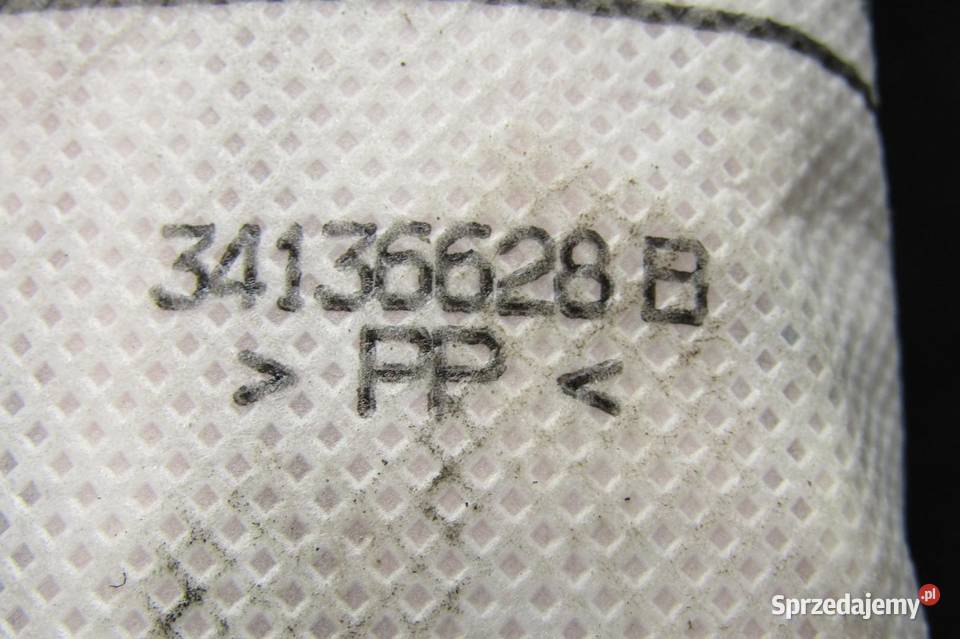 34136628 B
> PP <
Sprzedajemy.pl